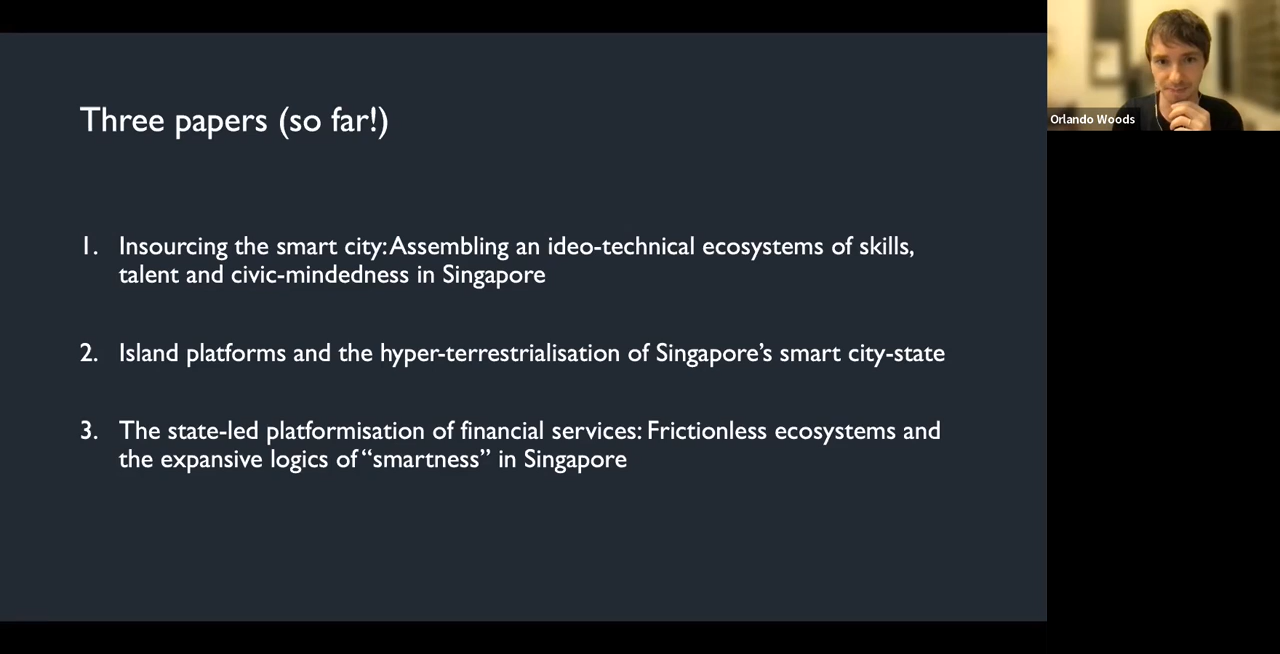 Three papers (so far!)
1. Insourcing the smart city: Assembling an ideo-technical ecosystems of skills,
talent and civic-mindedness in Singapore
2. Island platforms and the hyper-terrestrialisation of Singapore’s smart city-state
3. The state-led platformisation of financial services: Frictionless ecosystems and
the expansive logics of “smartness” in Singapore
Orlando Woods